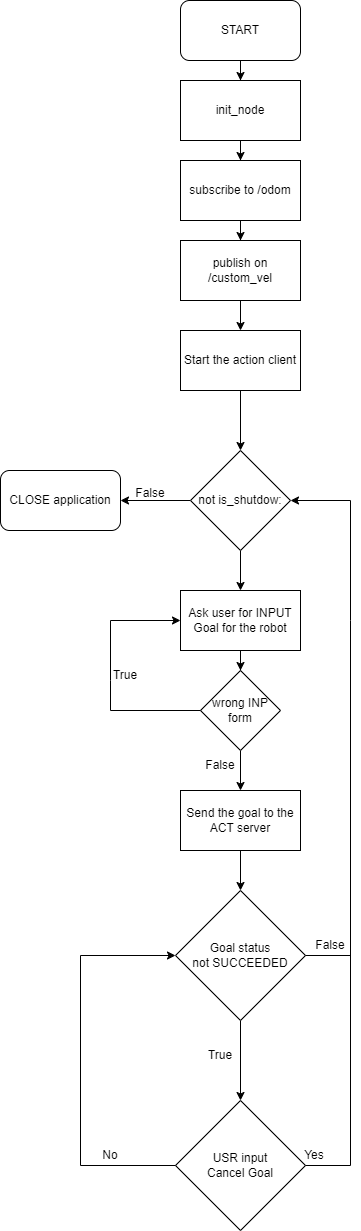 START
init_node
subscribe to /odom
publish on
/custom_vel
Start the action client
not is_shutdow:
False
CLOSE application
Ask user for INPUT
Goal for the robot
True
wrong INP
form
False
Send the goal to the
ACT server
Goal status
not SUCCEEDED
False
True
USR input
Cancel Goal
No
Yes